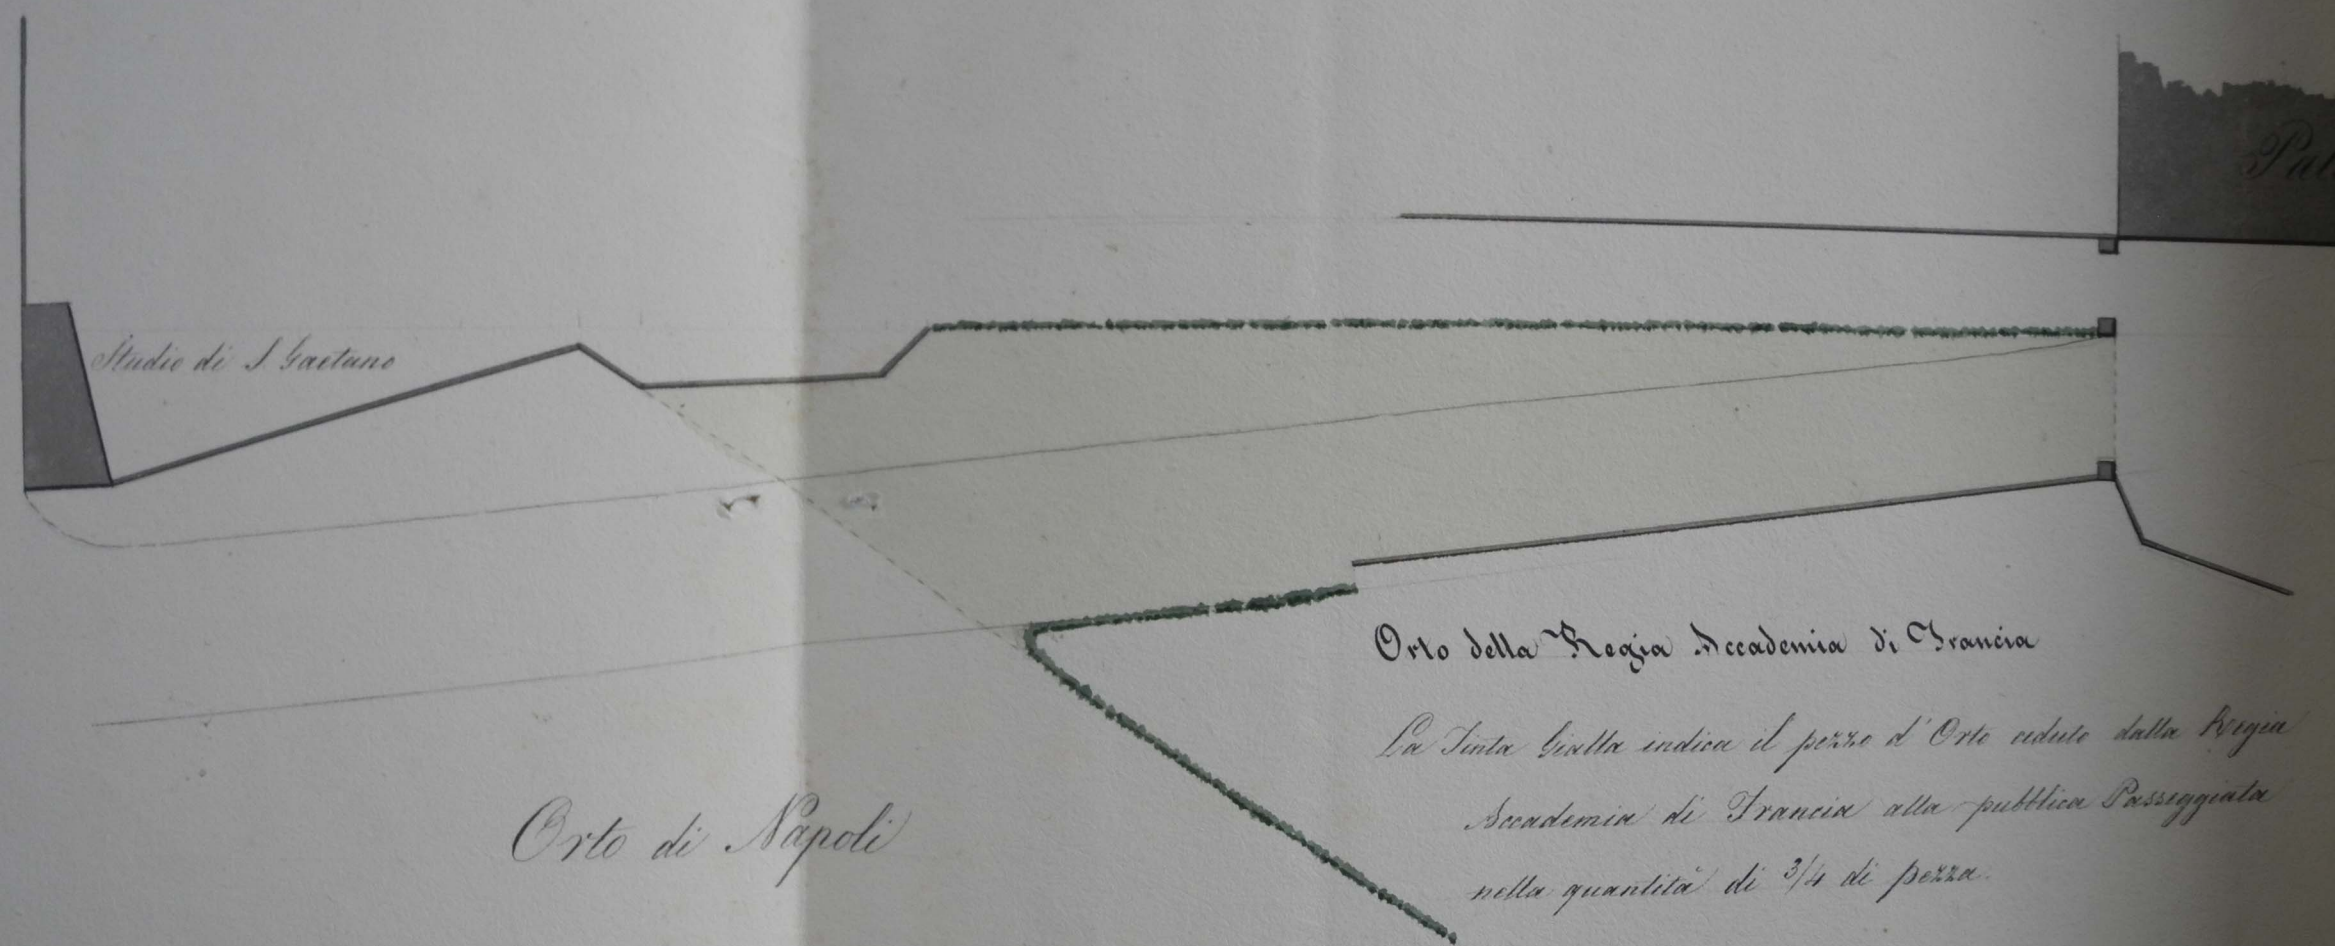 Pal
Studio di S. Gaetano
Orto della Regia Accademia di Francia
La Tinta Gialla indica il pezzo d'Orto ceduto dalla Regia
Accademia di Francia alla pubblica Passeggiata
nella quantità di 3/4 di pezza.
Orto di Napoli